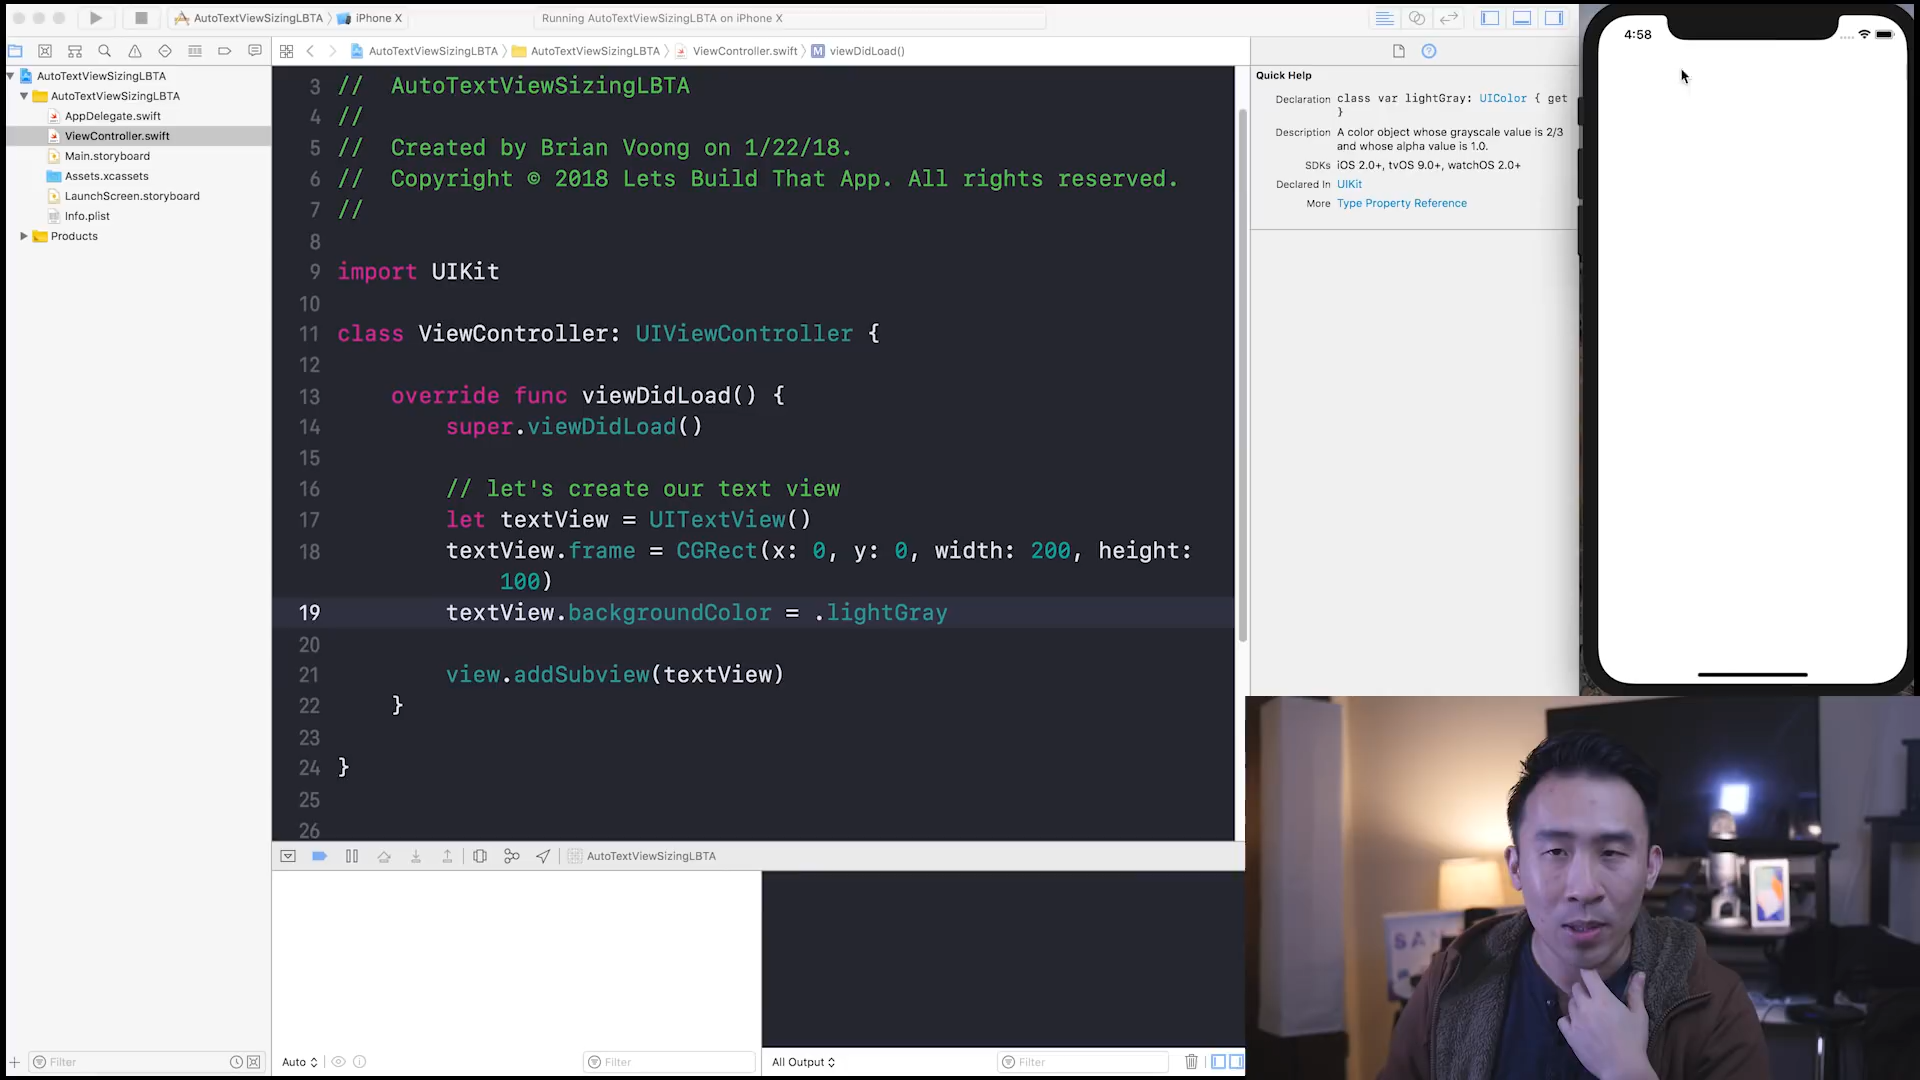 AutoTextViewSizingLBTA
iPhone X
Running AutoTextViewSizingLBTA on iPhone X
AutoTextViewSizingLBTA
AutoTextViewSizingLBTA
ViewController.swift
viewDidLoad()
AutoTextViewSizingLBTA
AutoTextViewSizingLBTA
AppDelegate.swift
ViewController.swift
Main.storyboard
Assets.xcassets
LaunchScreen.storyboard
Info.plist
Products
Filter
3 //  AutoTextViewSizingLBTA
4 //
5 //  Created by Brian Voong on 1/22/18.
6 //  Copyright © 2018 Lets Build That App. All rights reserved.
7 //
8
9 import UIKit
10
11 class ViewController: UIViewController {
12
13     override func viewDidLoad() {
14         super.viewDidLoad()
15
16         // let's create our text view
17         let textView = UITextView()
18         textView.frame = CGRect(x: 0, y: 0, width: 200, height:
            100)
19         textView.backgroundColor = .lightGray
20
21         view.addSubview(textView)
22     }
23
24 }
25
26
AutoTextViewSizingLBTA
Auto
Filter
All Output
Filter
Quick Help
Declaration class var lightGray: UIColor { get
}
Description A color object whose grayscale value is 2/3
and whose alpha value is 1.0.
SDKs iOS 2.0+, tvOS 9.0+, watchOS 2.0+
Declared In UIKit
More Type Property Reference
4:58